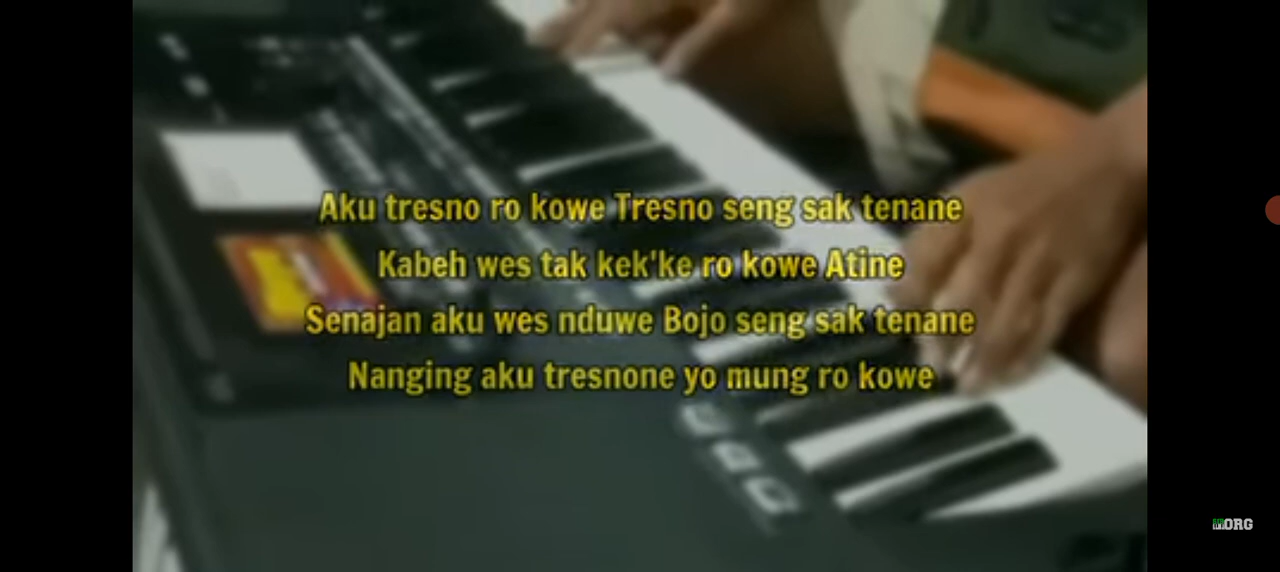 Aku tresno ro kowe Tresno seng sak tenane
Kabeh wes tak kek'ke ro kowe Atine
Senajan aku wes nduwe Bojo seng sak tenane
Nanging aku tresnone yo mung ro kowe
ORG